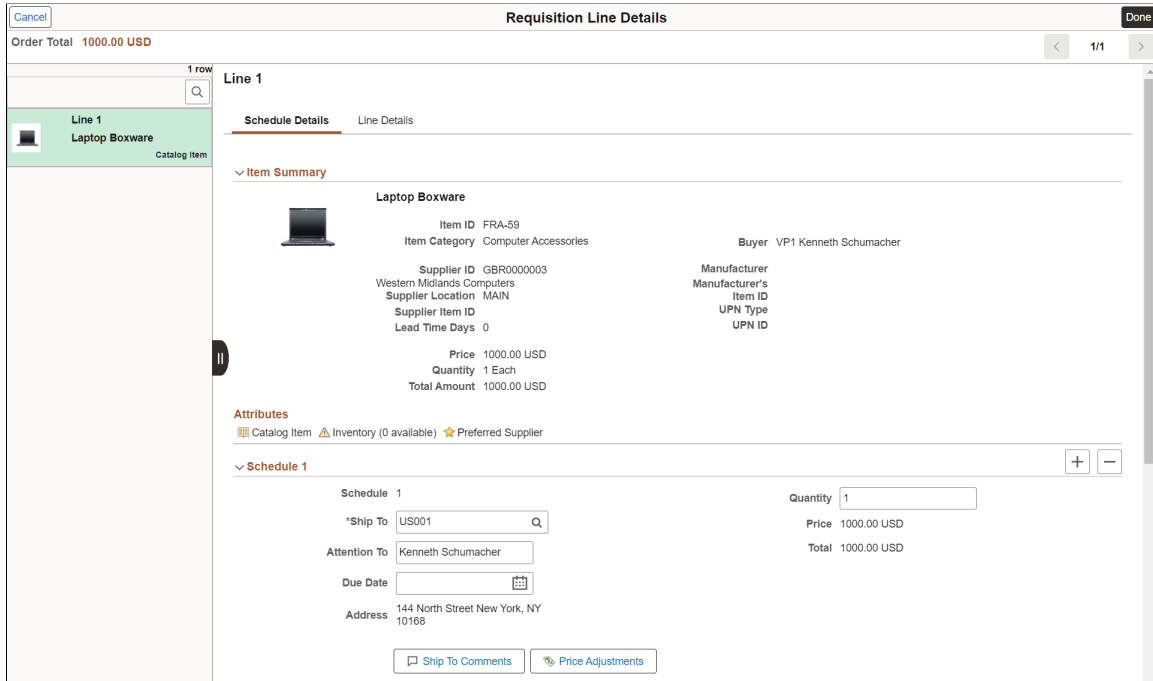 Cancel
Requisition Line Details
Done
Order Total 1000.00 USD
1/1
1 row
Line 1
Laptop Boxware
Catalog Item
Line 1
Schedule Details
Line Details
Item Summary
Laptop Boxware
Item ID FRA-59
Item Category Computer Accessories
Buyer VP1 Kenneth Schumacher
Supplier ID GBR0000003
Western Midlands Computers
Supplier Location MAIN
Supplier Item ID
Lead Time Days 0
Manufacturer
Manufacturer's
Item ID
UPN Type
UPN ID
Price 1000.00 USD
Quantity 1 Each
Total Amount 1000.00 USD
Attributes
Catalog Item Inventory (0 available) Preferred Supplier
Schedule 1
Schedule 1
*Ship To US001
Attention To Kenneth Schumacher
Due Date
Address 144 North Street New York, NY
10168
Quantity 1
Price 1000.00 USD
Total 1000.00 USD
Ship To Comments
Price Adjustments